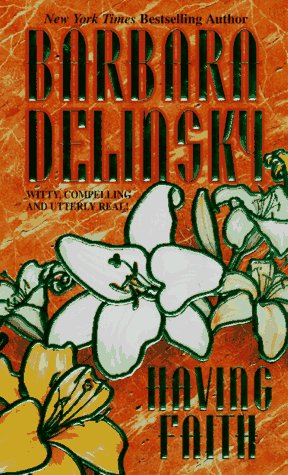 New York Times Bestselling Author
BARBARA
DELINSKY
WITTY, COMPELLING
AND UTTERLY REAL!
HAVING
FAITH